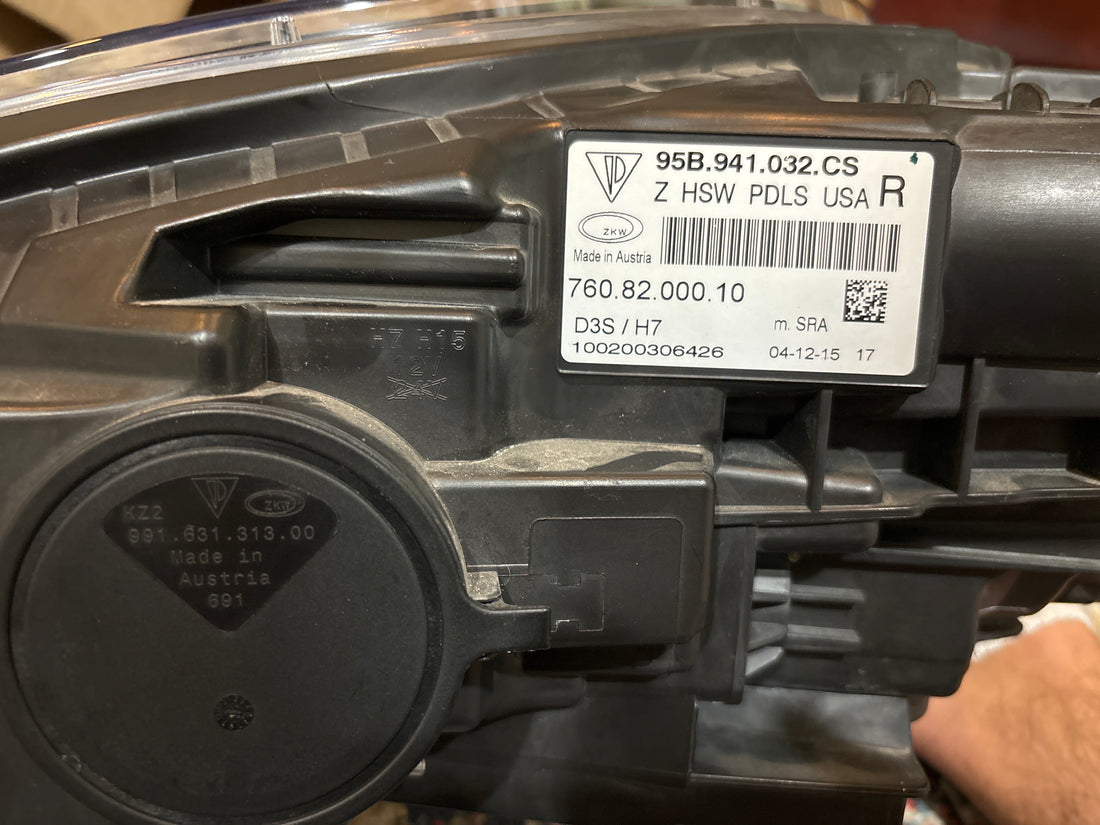 95B.941.032.CS
Z HSW PDLS USA R
ZKW
Made in Austria
760.82.000.10
D3S / H7
m. SRA
100200306426
04-12-15 17
H7 H15
12V
ZKW
KZ2
991.631.313.00
Made in
Austria
691